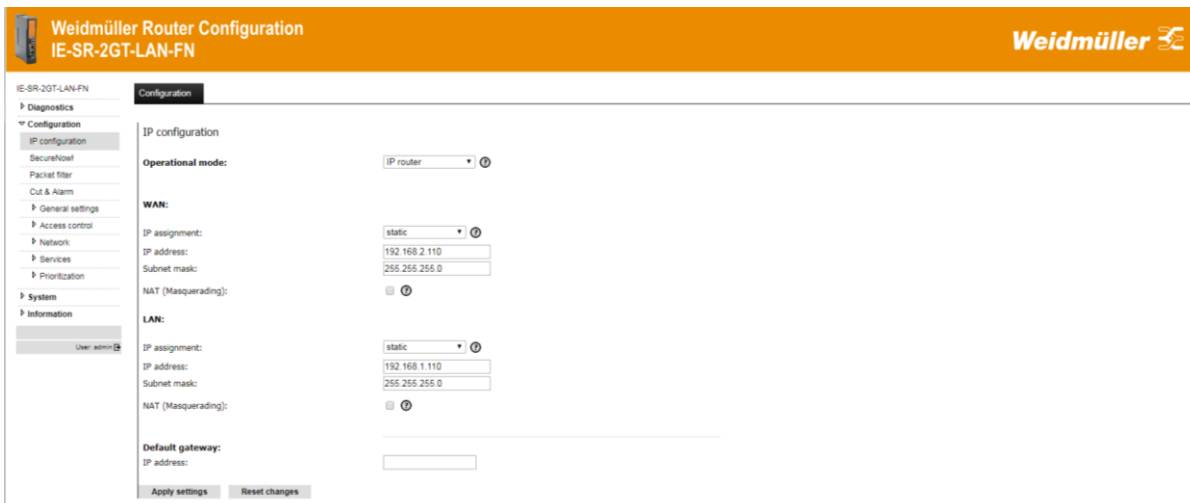 Weidmüller Router Configuration
IE-SR-2GT-LAN-FN
Weidmüller
IE-SR-2GT-LAN-FN
Diagnostics
Configuration
IP configuration
SecureNow!
Packet filter
Cut & Alarm
General settings
Access control
Network
Services
Prioritization
System
Information
User: admin
Configuration
IP configuration
Operational mode: IP router ?
WAN:
IP assignment: static ?
IP address: 192.168.2.110
Subnet mask: 255.255.255.0
NAT (Masquerading): ?
LAN:
IP assignment: static ?
IP address: 192.168.1.110
Subnet mask: 255.255.255.0
NAT (Masquerading): ?
Default gateway:
IP address:
Apply settings Reset changes